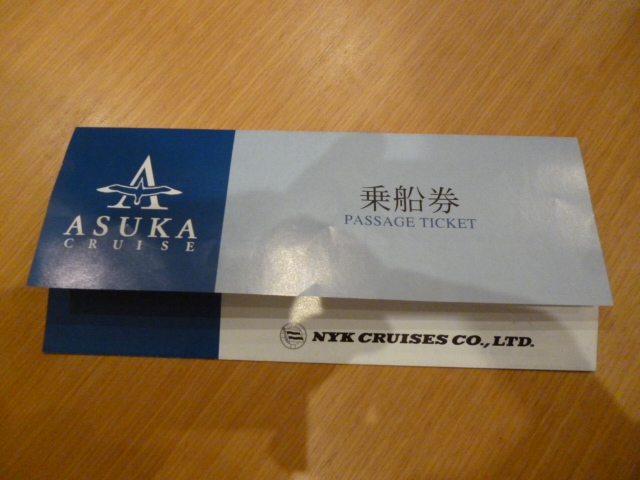 A
ASUKA
CRUISE
乗船券
PASSAGE TICKET
NYK CRUISES CO., LTD.